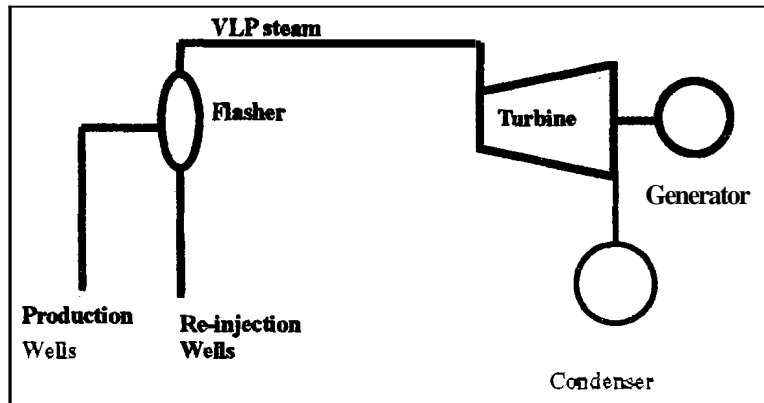 VLP steam
Flasher
Turbine
Generator
Production
Wells
Re-injection
Wells
Condenser